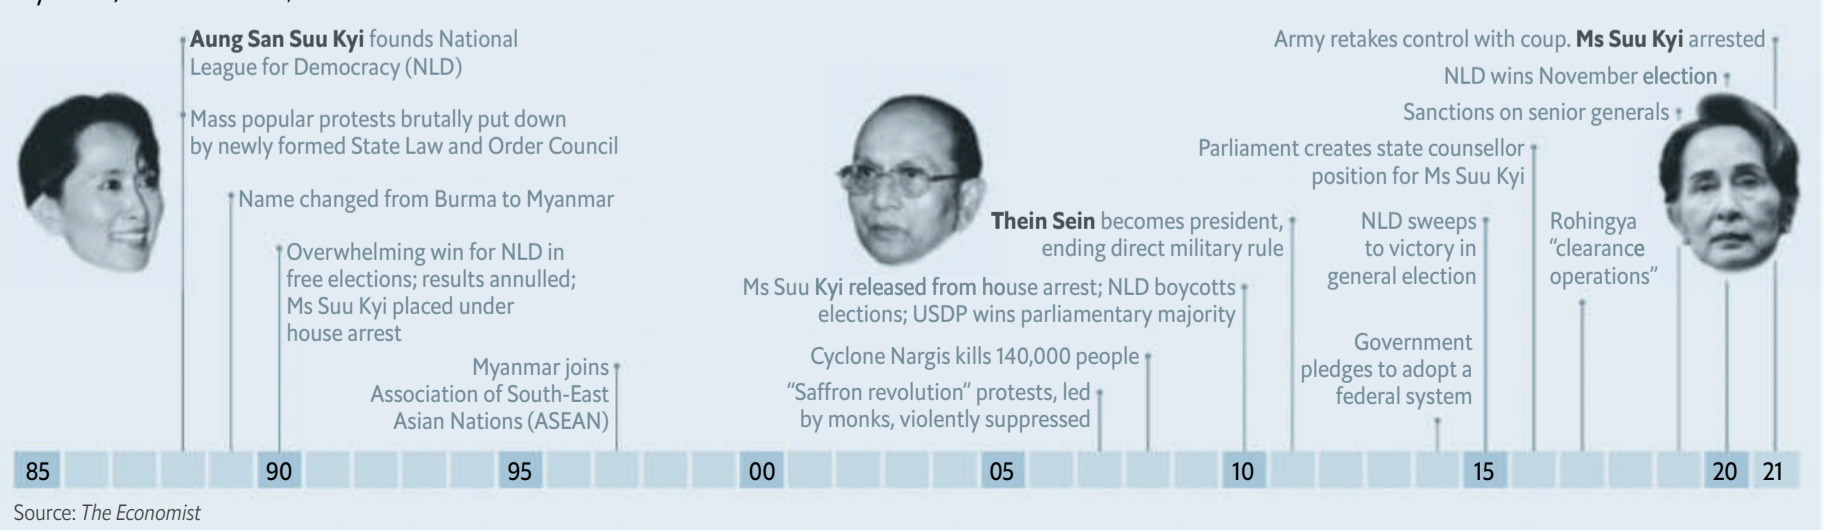 Aung San Suu Kyi founds National
League for Democracy (NLD)
Mass popular protests brutally put down
by newly formed State Law and Order Council
Name changed from Burma to Myanmar
Overwhelming win for NLD in
free elections; results annulled;
Ms Suu Kyi placed under
house arrest
Myanmar joins
Association of South-East
Asian Nations (ASEAN)
"Saffron revolution" protests, led
by monks, violently suppressed
Cyclone Nargis kills 140,000 people
Ms Suu Kyi released from house arrest; NLD boycotts
elections; USDP wins parliamentary majority
Thein Sein becomes president,
ending direct military rule
Government
pledges to adopt a
federal system
NLD sweeps
to victory in
general election
Parliament creates state counsellor
position for Ms Suu Kyi
Rohingya
“clearance
operations”
Sanctions on senior generals
NLD wins November election
Army retakes control with coup. Ms Suu Kyi arrested
85 90 95 00 05 10 15 20 21
Source: The Economist